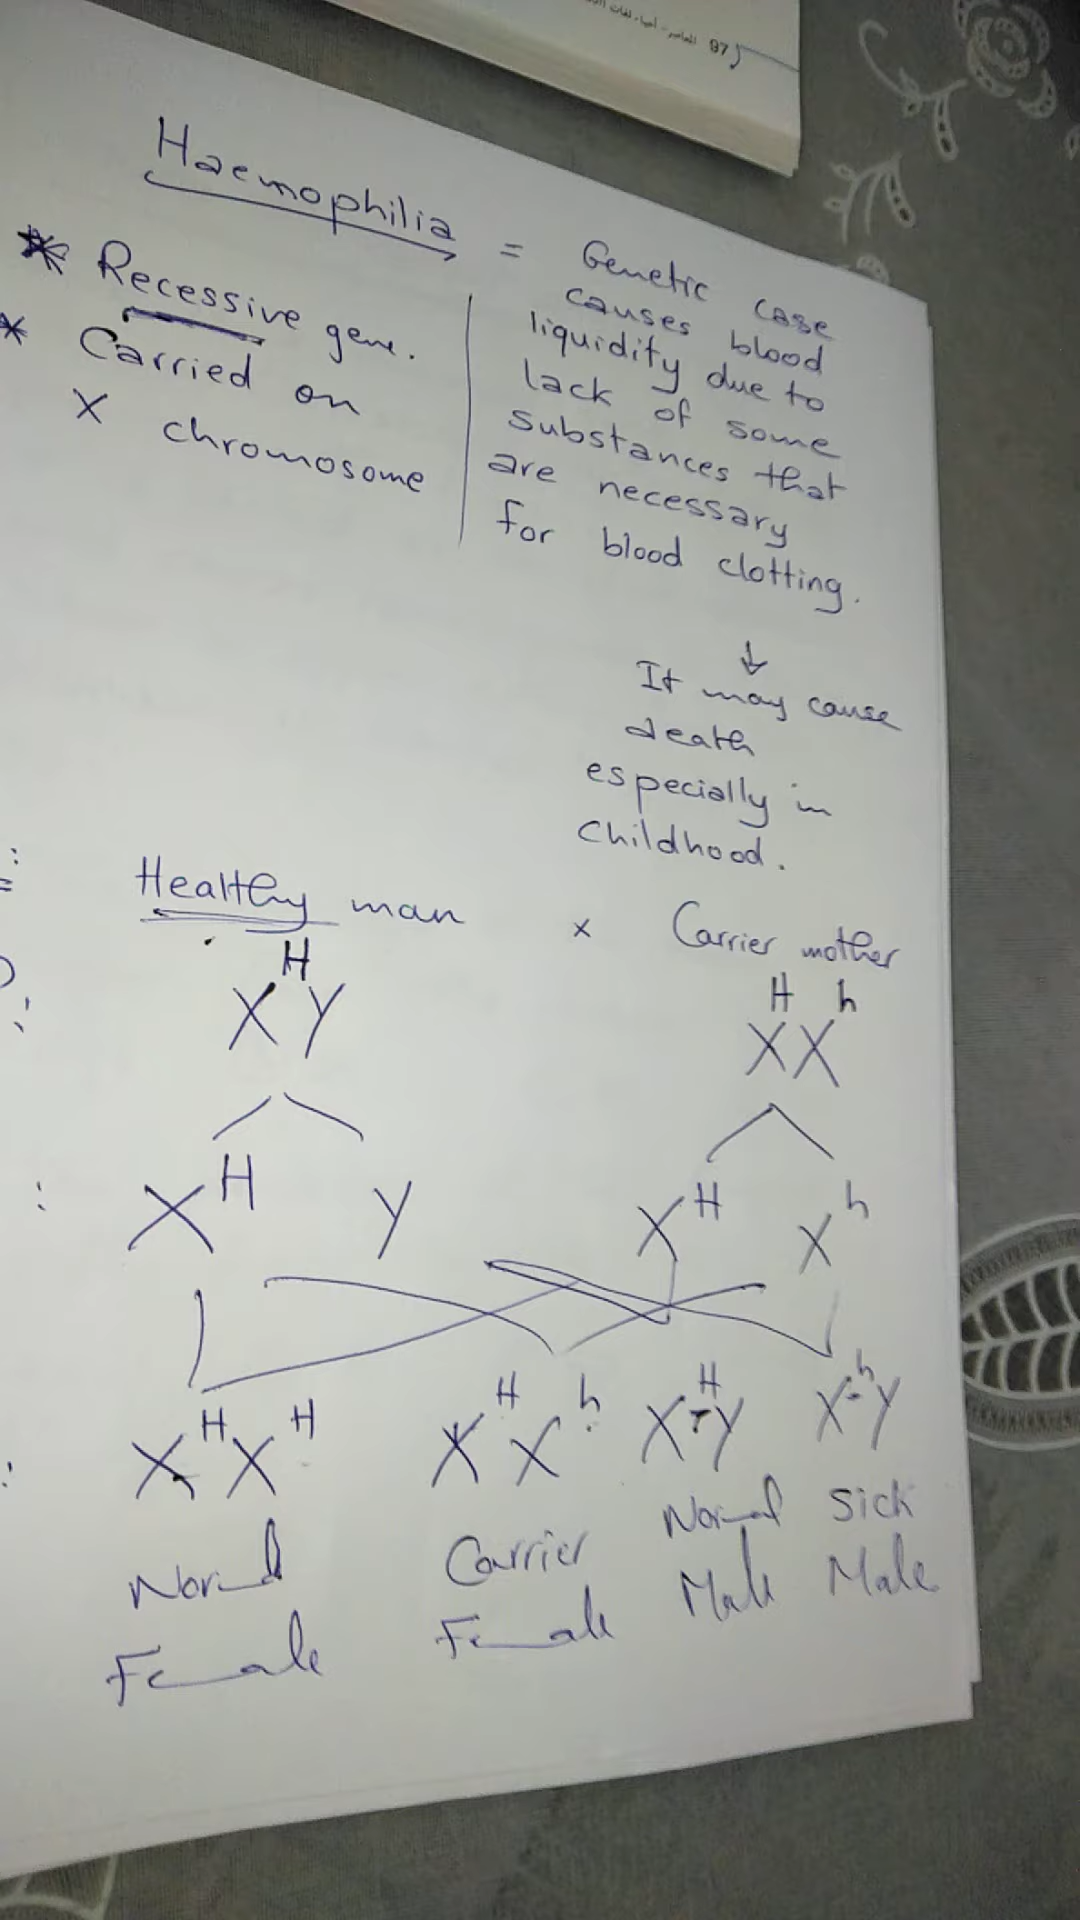 97
Haemophilia = Genetic case
causes blood
liquidity due to
lack of some
substances that
are necessary
for blood clotting.
* Recessive gene.
* Carried on
X chromosome
↓
It may cause
death
especially in
childhood.
Healthy man x Carrier mother
X^H Y X^H X^h
X^H Y X^H X^h
X^H X^H X^H X^h X^H Y X^h Y
Normal Female
Carrier Female
Normal Male
Sick Male